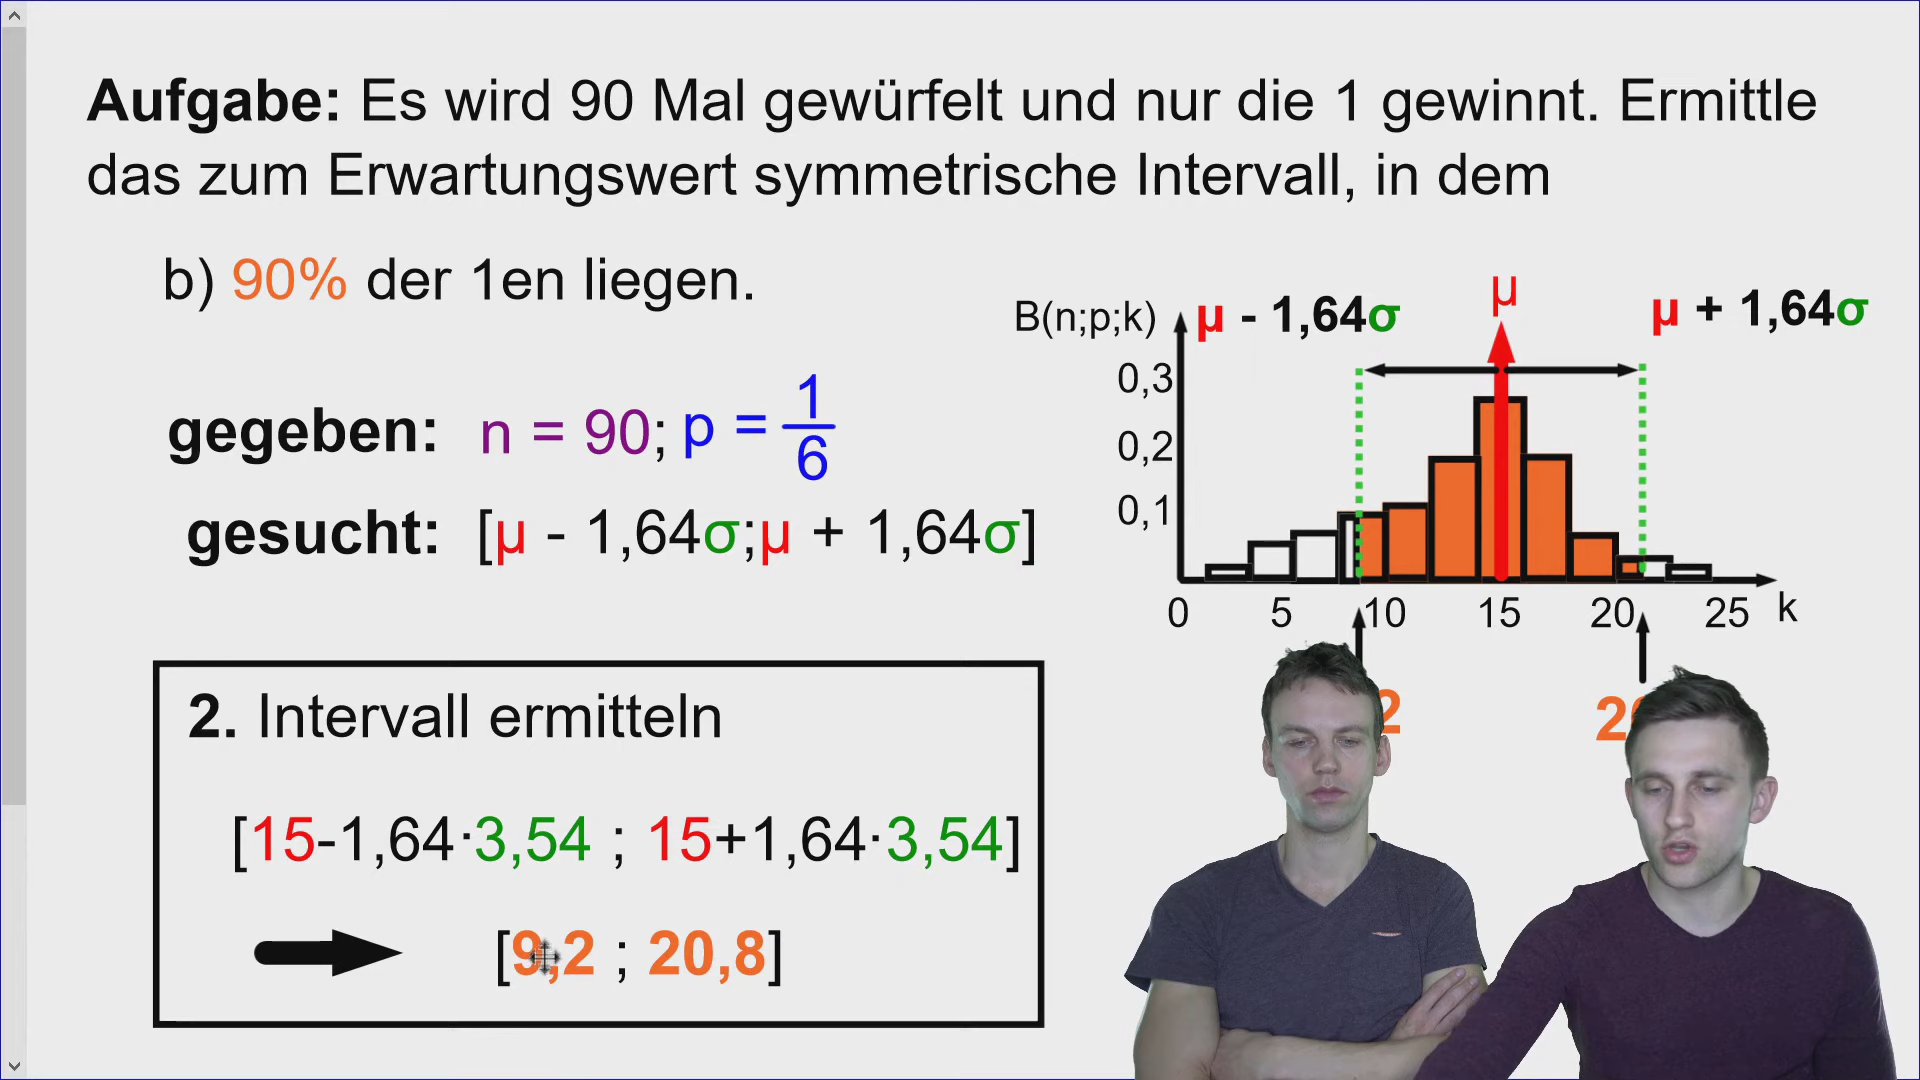 Aufgabe: Es wird 90 Mal gewürfelt und nur die 1 gewinnt. Ermittle
das zum Erwartungswert symmetrische Intervall, in dem
b) 90% der 1en liegen.
gegeben: n = 90; p = 1/6
gesucht: [μ - 1,64σ;μ + 1,64σ]
μ
B(n;p;k) μ - 1,64σ μ + 1,64σ
0,3
0,2
0,1
0 5 10 15 20 25 k
2. Intervall ermitteln
[15-1,64·3,54 ; 15+1,64·3,54]
[9,2 ; 20,8]